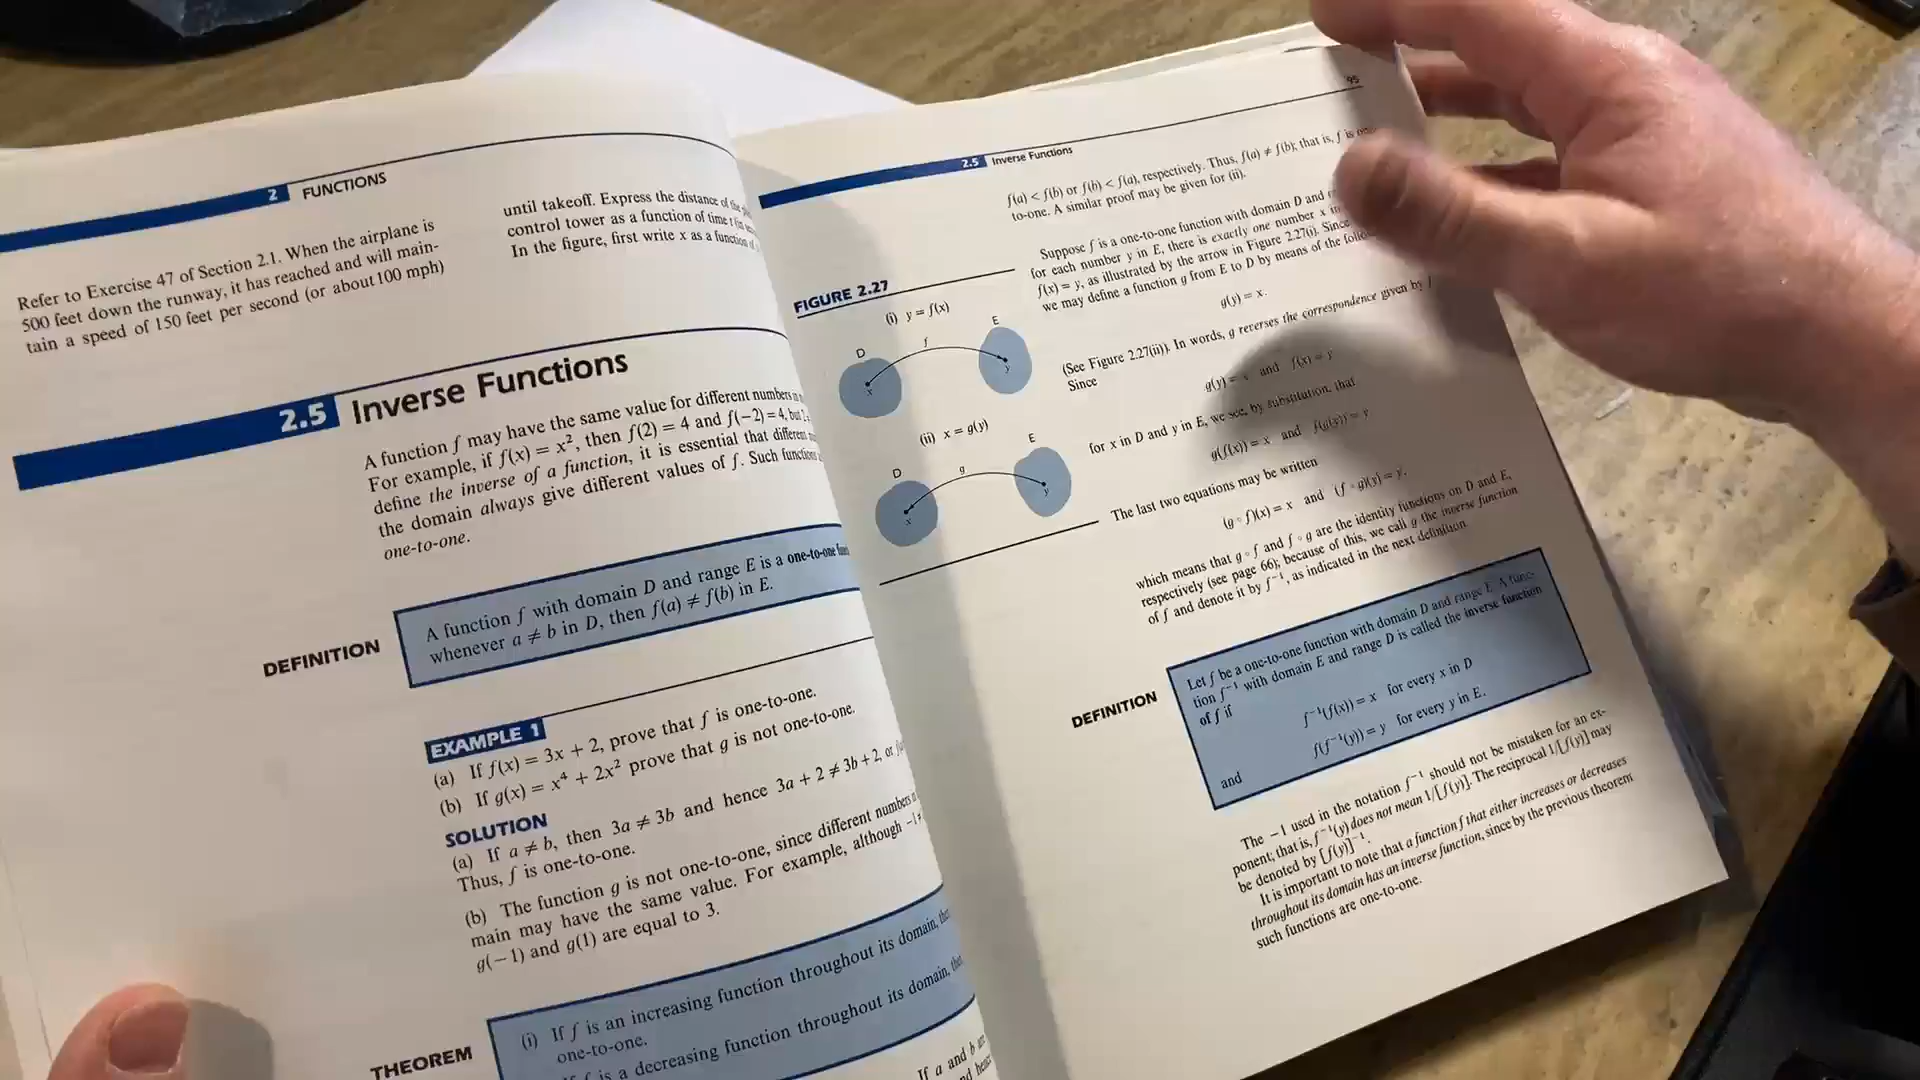 2 FUNCTIONS
Refer to Exercise 47 of Section 2.1. When the airplane is
500 feet down the runway, it has reached and will main-
tain a speed of 150 feet per second (or about 100 mph)
until takeoff. Express the distance of the
control tower as a function of time t
In the figure, first write x as a function
2.5 Inverse Functions
A function f may have the same value for different numbers
For example, if f(x) = x², then f(2) = 4 and f(−2) = 4, but
define the inverse of a function, it is essential that different
the domain always give different values of f. Such functions
one-to-one.
DEFINITION
A function f with domain D and range E is a one-to-one
whenever a ≠ b in D, then f(a) ≠ f(b) in E.
EXAMPLE 1
(a) If f(x) = 3x + 2, prove that f is one-to-one.
(b) If g(x) = x⁴ + 2x² prove that g is not one-to-one.
SOLUTION
(a) If a ≠ b, then 3a ≠ 3b and hence 3a + 2 ≠ 3b + 2, or
Thus, f is one-to-one.
(b) The function g is not one-to-one, since different numbers
main may have the same value. For example, although −1 ≠
g(−1) and g(1) are equal to 3.
THEOREM
(i) If f is an increasing function throughout its domain,
one-to-one.
is a decreasing function throughout its domain,
If a and b
95
2.5 Inverse Functions
f(a) < f(b) or f(b) < f(a), respectively. Thus, f(a) ≠ f(b); that is, f is
to-one. A similar proof may be given for (ii).
Suppose f is a one-to-one function with domain D and
for each number y in E, there is exactly one number x in
f(x) = y, as illustrated by the arrow in Figure 2.27(i). Since
we may define a function g from E to D by means of the
g(y) = x.
FIGURE 2.27
(i) y = f(x)
D
E
f
x
y
(ii) x = g(y)
D
E
g
x
y
(See Figure 2.27(ii)). In words, g reverses the correspondence given by
Since
g(y) = x and f(x) = y
for x in D and y in E, we see, by substitution, that
g(f(x)) = x and f(g(y)) = y
The last two equations may be written
(g ∘ f)(x) = x and (f ∘ g)(y) = y,
which means that g ∘ f and f ∘ g are the identity functions on D and E,
respectively (see page 66); because of this, we call g the inverse function
of f and denote it by f⁻¹, as indicated in the next definition.
DEFINITION
Let f be a one-to-one function with domain D and range E. A func-
tion f⁻¹ with domain E and range D is called the inverse function
of f if
f⁻¹(f(x)) = x for every x in D
and
f(f⁻¹(y)) = y for every y in E.
The −1 used in the notation f⁻¹ should not be mistaken for an ex-
ponent; that is, f⁻¹(y) does not mean 1/[f(y)]. The reciprocal 1/[f(y)] may
be denoted by [f(y)]⁻¹.
It is important to note that a function f that either increases or decreases
throughout its domain has an inverse function, since by the previous theorem
such functions are one-to-one.